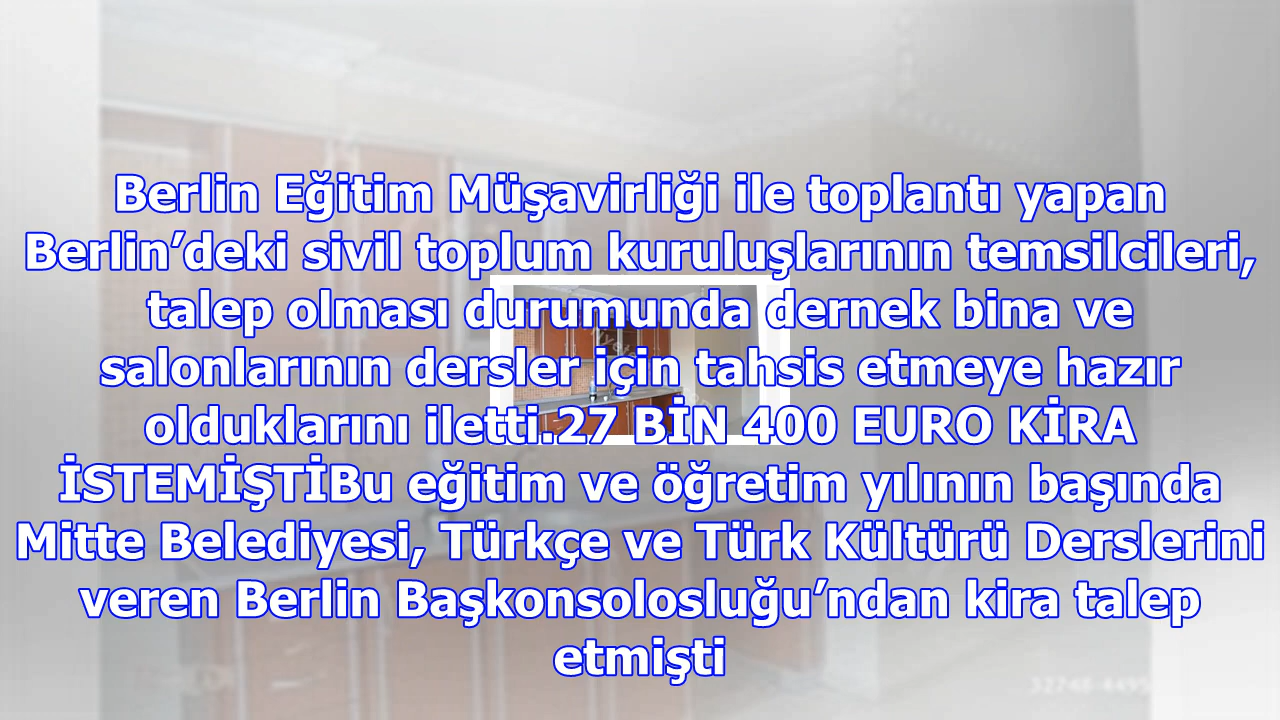 Berlin Eğitim Müşavirliği ile toplantı yapan
Berlin’deki sivil toplum kuruluşlarının temsilcileri,
talep olması durumunda dernek bina ve
salonlarının dersler için tahsis etmeye hazır
olduklarını iletti.27 BİN 400 EURO KİRA
İSTEMİŞTİBu eğitim ve öğretim yılının başında
Mitte Belediyesi, Türkçe ve Türk Kültürü Derslerini
veren Berlin Başkonsolosluğu’ndan kira talep
etmişti